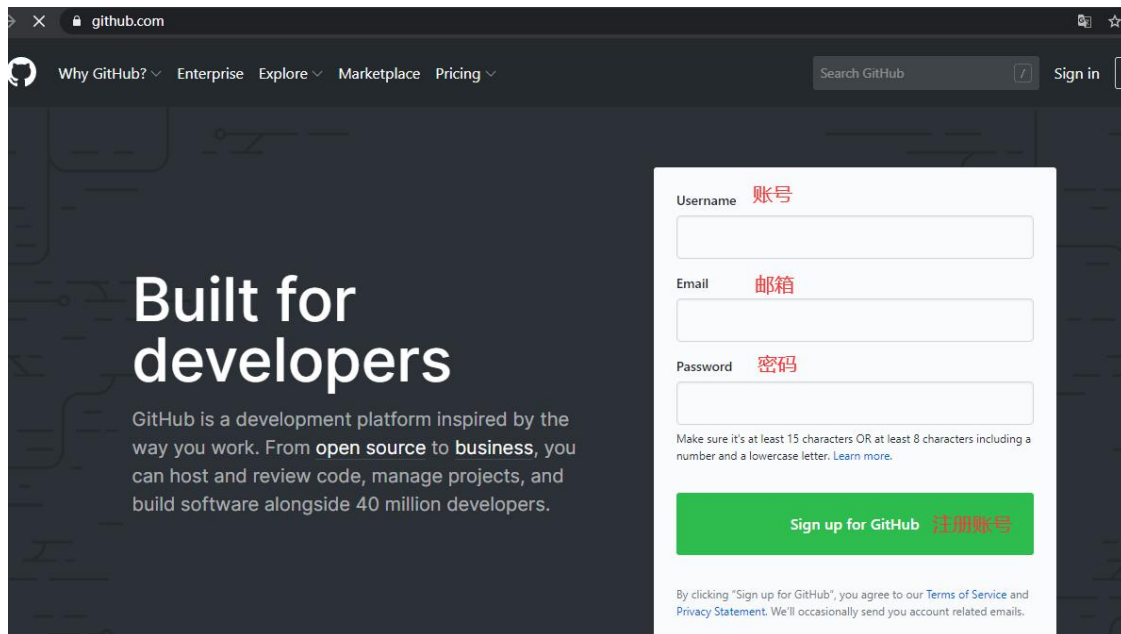 github.com
Why GitHub? Enterprise Explore Marketplace Pricing Search GitHub / Sign in
Username 账号
Email 邮箱
Password 密码
Make sure it's at least 15 characters OR at least 8 characters including a
number and a lowercase letter. Learn more.
Sign up for GitHub 注册账号
By clicking "Sign up for GitHub", you agree to our Terms of Service and
Privacy Statement. We'll occasionally send you account related emails.
Built for
developers
GitHub is a development platform inspired by the
way you work. From open source to business, you
can host and review code, manage projects, and
build software alongside 40 million developers.